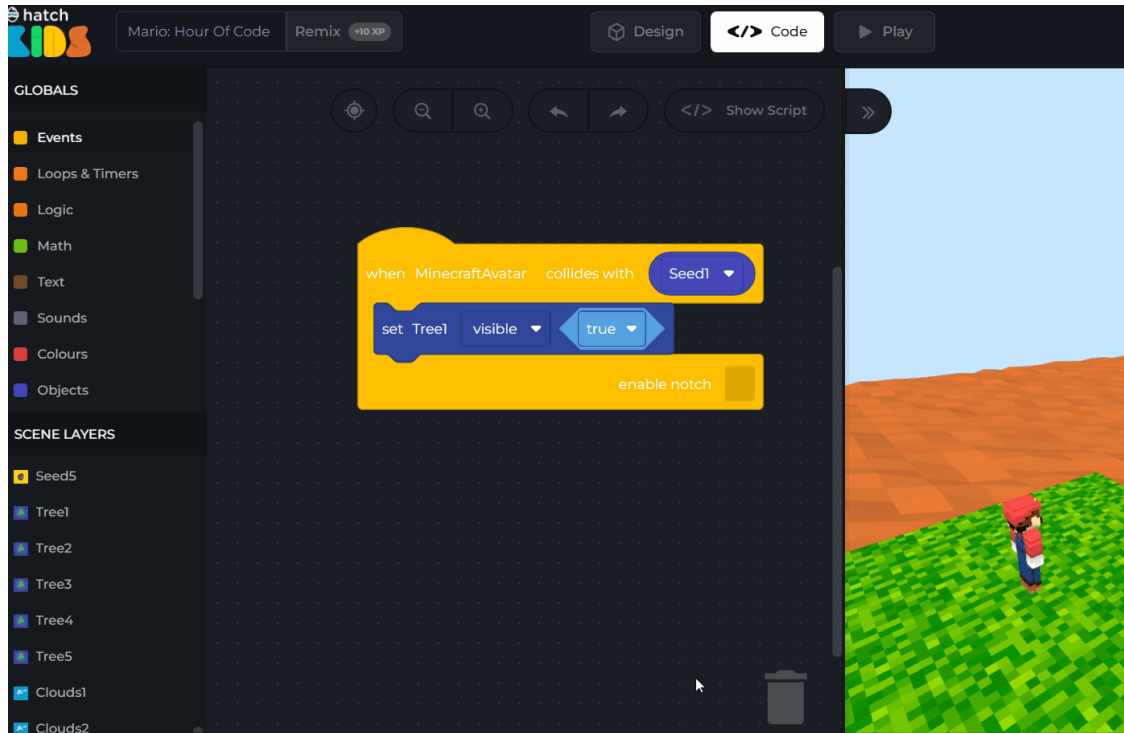 hatch
KIDS
Mario: Hour Of Code
Remix +10 XP
Design
</> Code
Play
GLOBALS
Events
Loops & Timers
Logic
Math
Text
Sounds
Colours
Objects
SCENE LAYERS
Seed5
Tree1
Tree2
Tree3
Tree4
Tree5
Clouds1
Clouds2
</> Show Script
when MinecraftAvatar collides with Seed1
set Tree1 visible true
enable notch